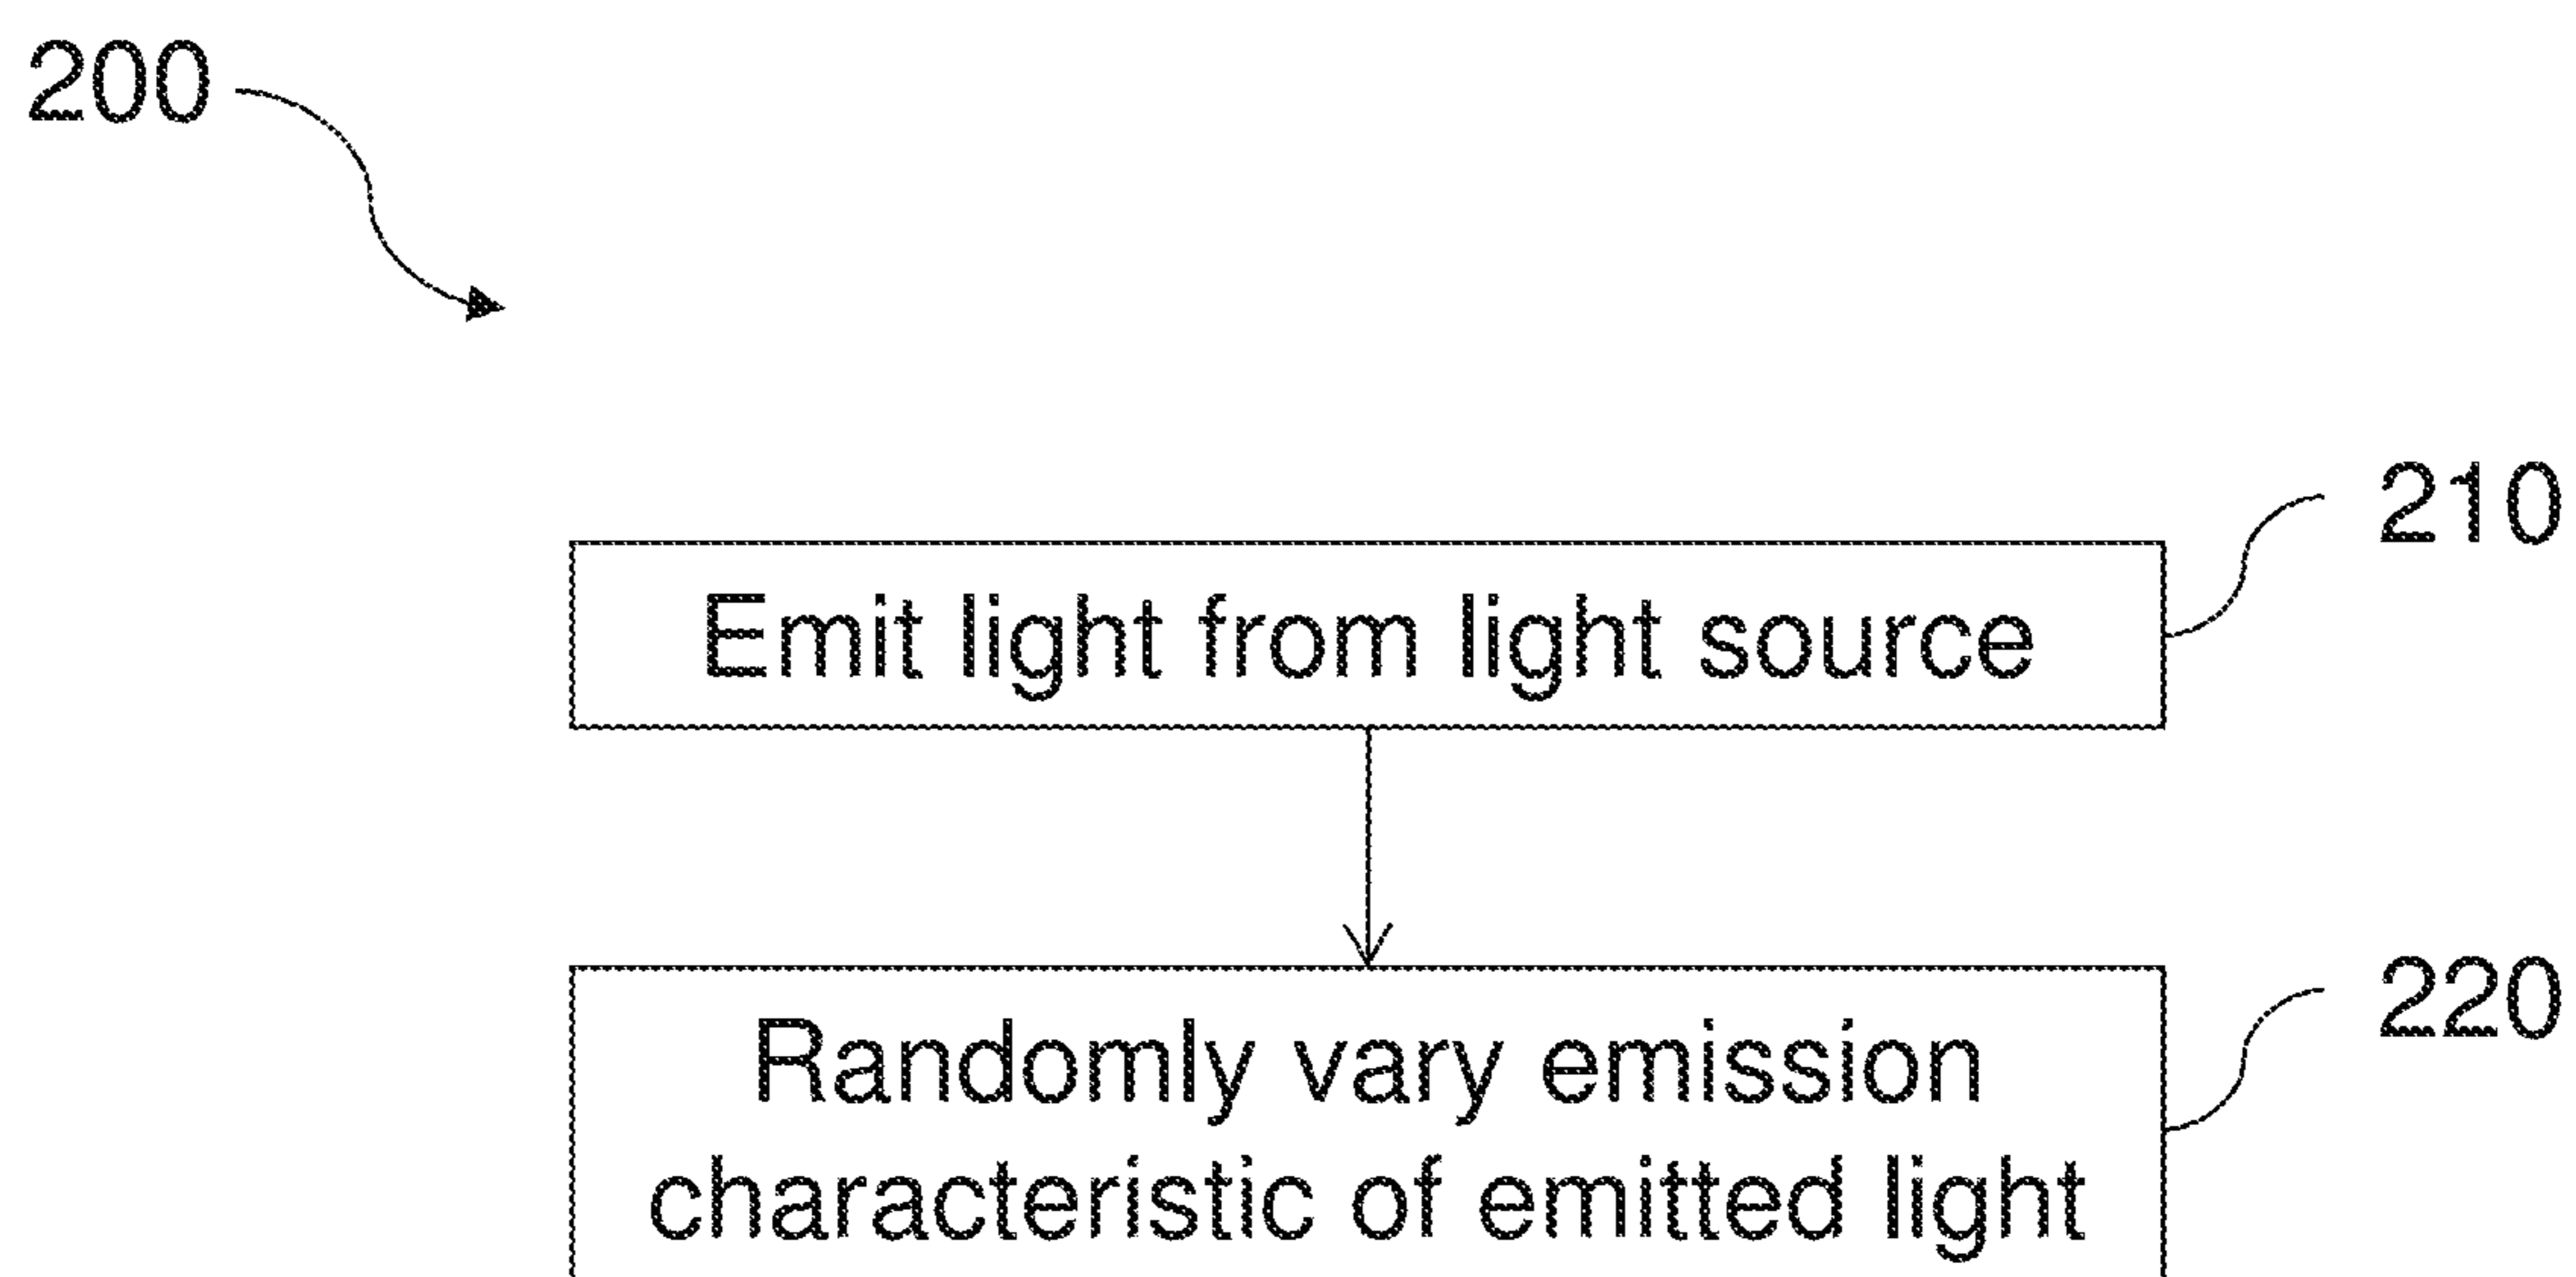 200
210
Emit light from light source
220
Randomly vary emission
characteristic of emitted light